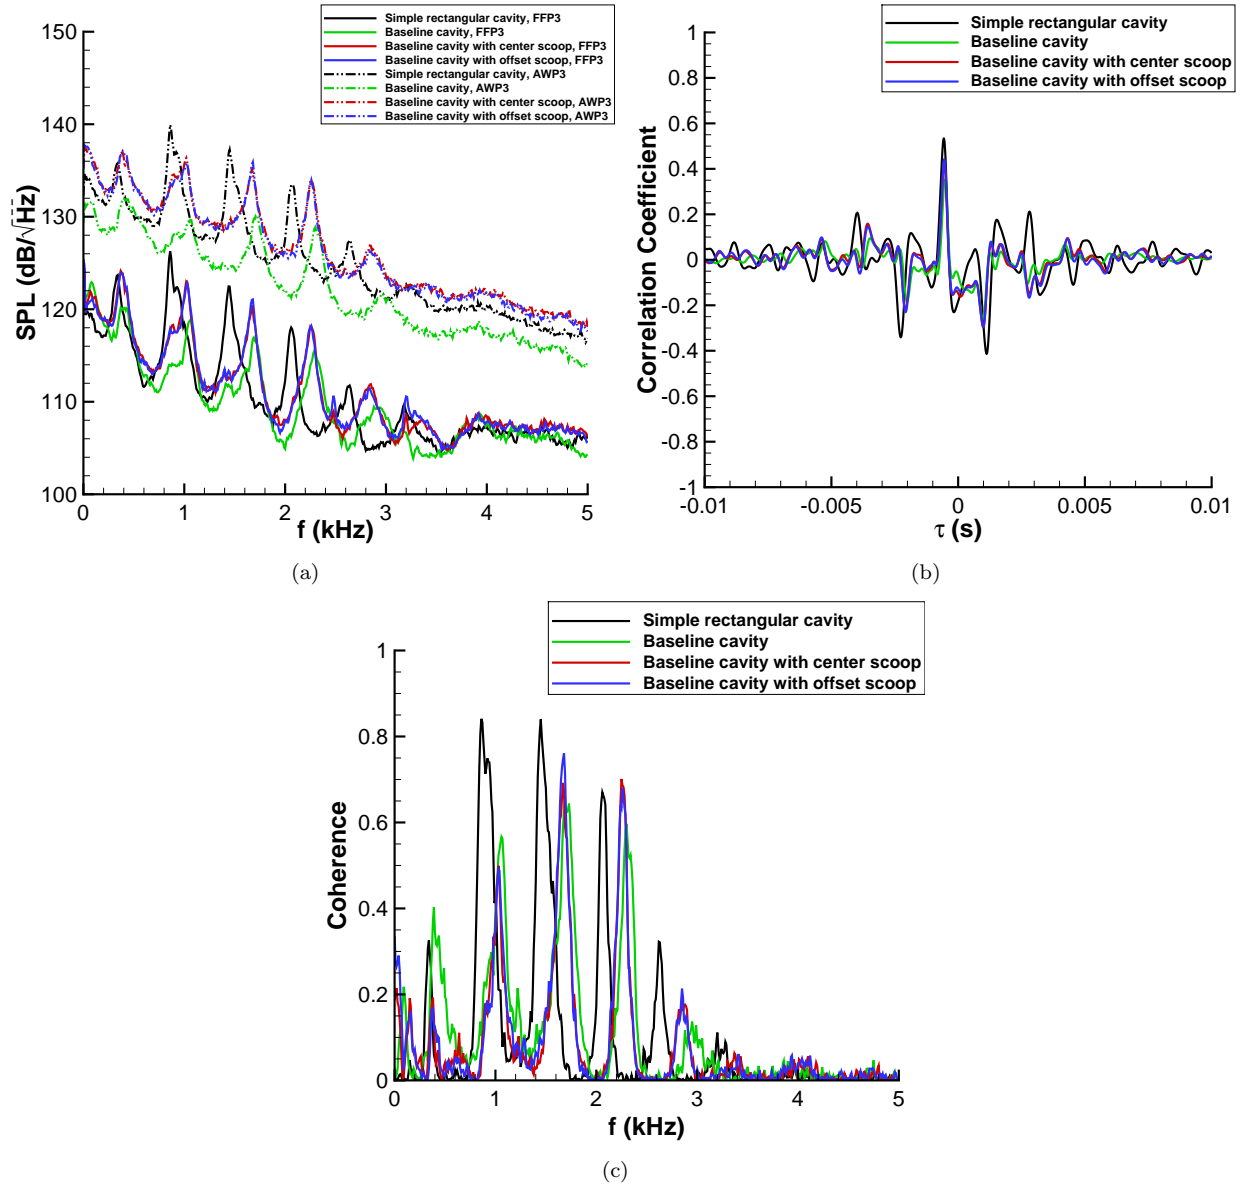 150
140
130
120
110
100
SPL (dB/√Hz)
Simple rectangular cavity, FFP3
Baseline cavity, FFP3
Baseline cavity with center scoop, FFP3
Baseline cavity with offset scoop, FFP3
Simple rectangular cavity, AWP3
Baseline cavity, AWP3
Baseline cavity with center scoop, AWP3
Baseline cavity with offset scoop, AWP3
0 1 2 3 4 5
f (kHz)
(a)
Simple rectangular cavity
Baseline cavity
Baseline cavity with center scoop
Baseline cavity with offset scoop
1
0.8
0.6
0.4
0.2
0
-0.2
-0.4
-0.6
-0.8
-1
Correlation Coefficient
-0.01 -0.005 0 0.005 0.01
τ (s)
(b)
Simple rectangular cavity
Baseline cavity
Baseline cavity with center scoop
Baseline cavity with offset scoop
1
0.8
0.6
0.4
0.2
0
Coherence
0 1 2 3 4 5
f (kHz)
(c)